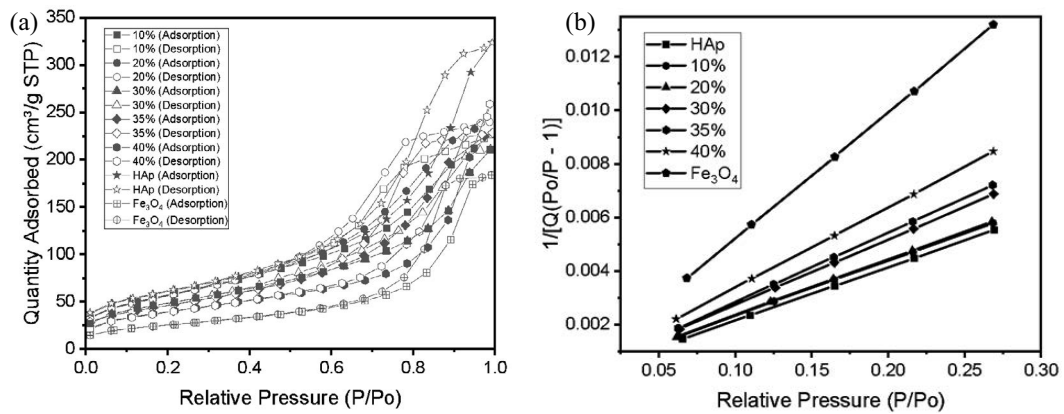 (a)
350
300
250
200
150
100
50
0
Quantity Adsorbed (cm³/g STP)
10% (Adsorption)
10% (Desorption)
20% (Adsorption)
20% (Desorption)
30% (Adsorption)
30% (Desorption)
35% (Adsorption)
35% (Desorption)
40% (Adsorption)
40% (Desorption)
HAp (Adsorption)
HAp (Desorption)
Fe₃O₄ (Adsorption)
Fe₃O₄ (Desorption)
0.0 0.2 0.4 0.6 0.8 1.0
Relative Pressure (P/Po)
(b)
0.012
0.010
0.008
0.006
0.004
0.002
1/[Q(Po/P - 1)]
HAp
10%
20%
30%
35%
40%
Fe₃O₄
0.05 0.10 0.15 0.20 0.25 0.30
Relative Pressure (P/Po)